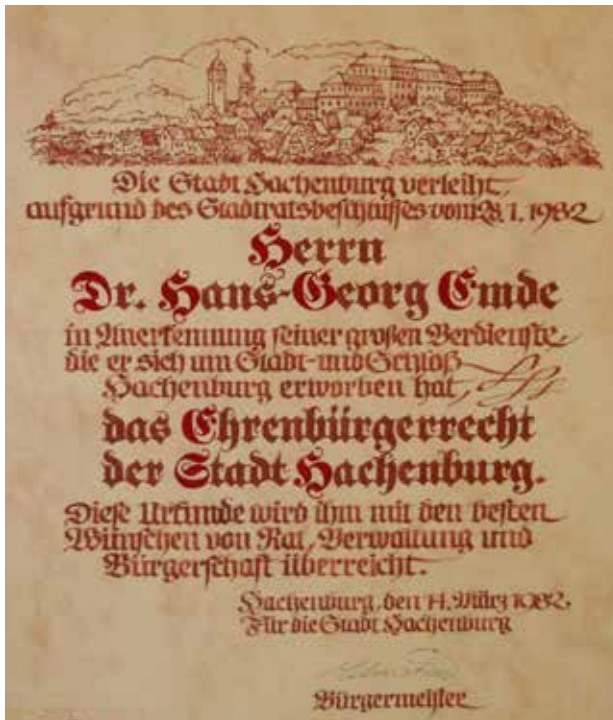 Die Stadt Hachenburg verleiht,
aufgrund des Stadtratsbeschlusses vom 1. 1982
Herrn
Dr. Hans-Georg Emde
in Anerkennung seiner großen Verdienste,
die er sich um Stadt- und Schloß
Hachenburg erworben hat,
das Ehrenbürgerrecht
der Stadt Hachenburg.
Diese Urkunde wird ihm mit den besten
Wünschen von Rat, Verwaltung und
Bürgerschaft überreicht.
Hachenburg, den März 1982,
Für die Stadt Hachenburg
Bürgermeister